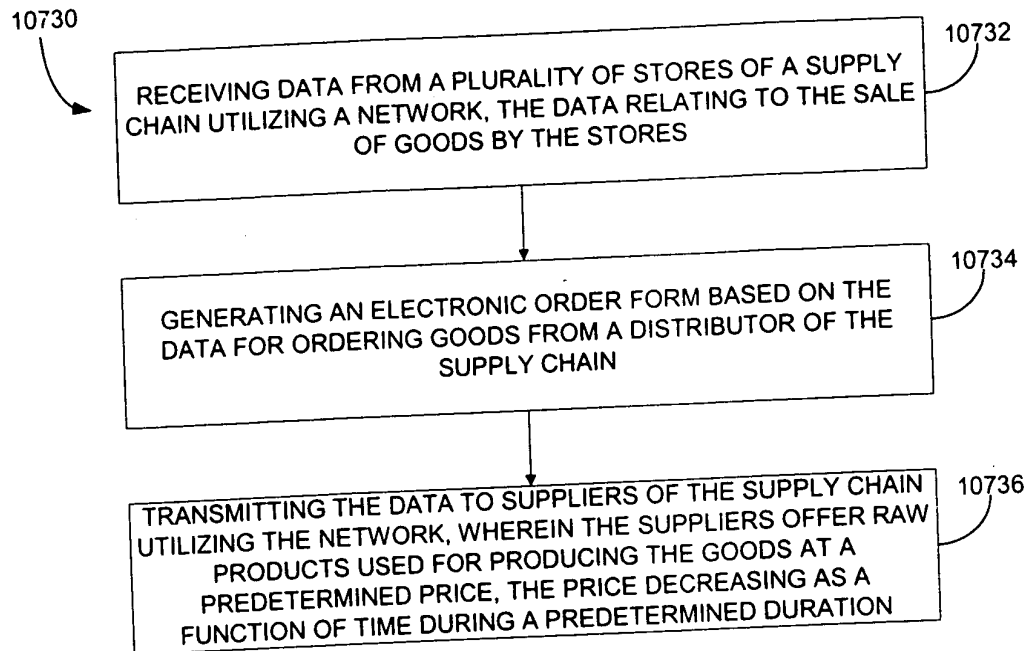 10730
10732
RECEIVING DATA FROM A PLURALITY OF STORES OF A SUPPLY
CHAIN UTILIZING A NETWORK, THE DATA RELATING TO THE SALE
OF GOODS BY THE STORES
10734
GENERATING AN ELECTRONIC ORDER FORM BASED ON THE
DATA FOR ORDERING GOODS FROM A DISTRIBUTOR OF THE
SUPPLY CHAIN
10736
TRANSMITTING THE DATA TO SUPPLIERS OF THE SUPPLY CHAIN
UTILIZING THE NETWORK, WHEREIN THE SUPPLIERS OFFER RAW
PRODUCTS USED FOR PRODUCING THE GOODS AT A
PREDETERMINED PRICE, THE PRICE DECREASING AS A
FUNCTION OF TIME DURING A PREDETERMINED DURATION